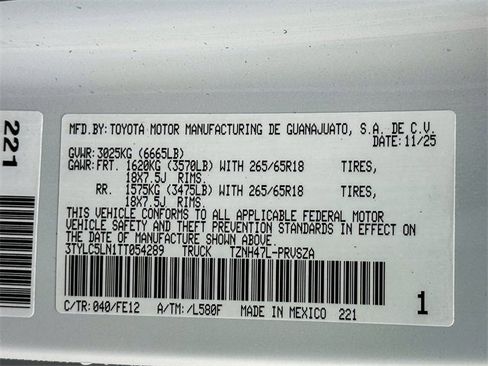 221
MFD.BY: TOYOTA MOTOR MANUFACTURING DE GUANAJUATO, S.A. DE C.V.
DATE: 11/25
GVWR: 3025KG (6665LB)
GAWR: FRT. 1620KG (3570LB) WITH 265/65R18 TIRES,
18X7.5J RIMS.
RR. 1575KG (3475LB) WITH 265/65R18 TIRES,
18X7.5J RIMS.
THIS VEHICLE CONFORMS TO ALL APPLICABLE FEDERAL MOTOR
VEHICLE SAFETY AND THEFT PREVENTION STANDARDS IN EFFECT
ON THE DATE OF MANUFACTURE SHOWN ABOVE.
3TYLC5LN1TT054289 TRUCK TZNH47L-PRVSZA
C/TR: 040/FE12 A/TM: /L580F MADE IN MEXICO 221
1